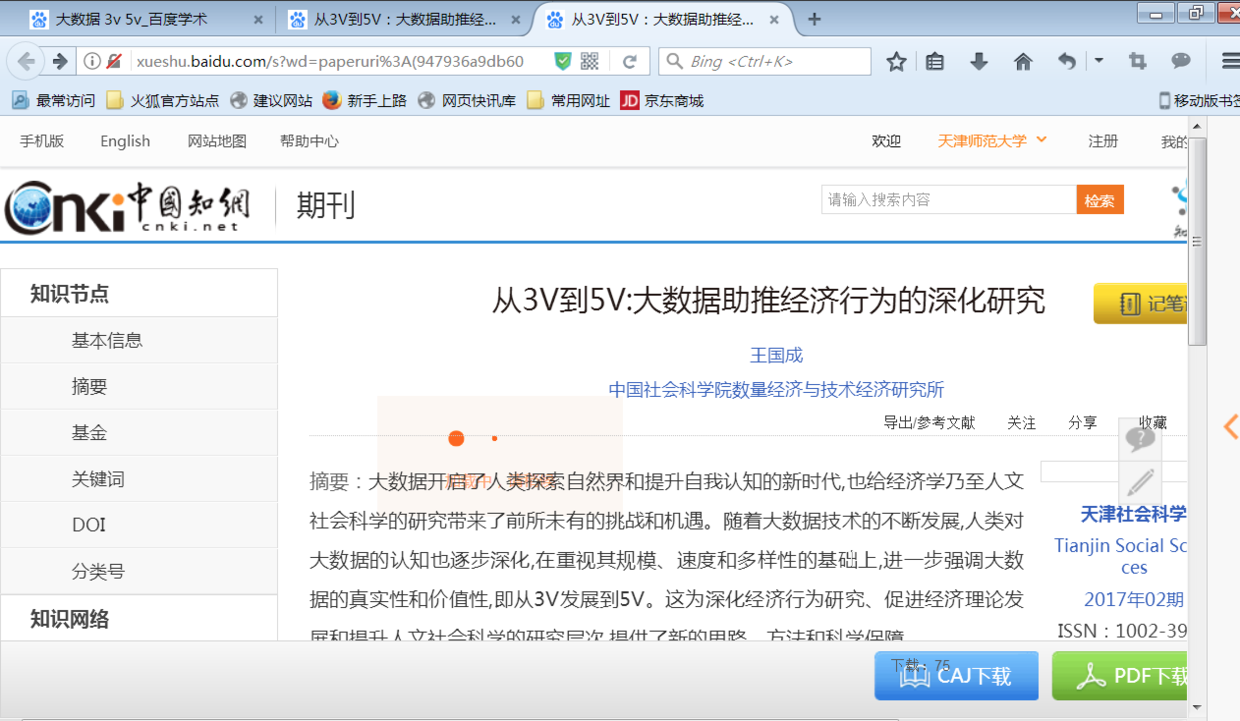 大数据 3v 5v_百度学术
从3V到5V：大数据助推经...
从3V到5V：大数据助推经...
xueshu.baidu.com/s?wd=paperuri%3A(947936a9db60
Bing <Ctrl+K>
最常访问 火狐官方站点 建议网站 新手上路 网页快讯库 常用网址 JD 京东商城 移动版书签
手机版 English 网站地图 帮助中心 欢迎 天津师范大学 注册 我的
cnki 中國知網
cnki.net
期刊
请输入搜索内容 检索
知识节点
基本信息
摘要
基金
关键词
DOI
分类号
知识网络
从3V到5V:大数据助推经济行为的深化研究
记笔
王国成
中国社会科学院数量经济与技术经济研究所
导出/参考文献 关注 分享 收藏
摘要：大数据开启了人类探索自然界和提升自我认知的新时代,也给经济学乃至人文
社会科学的研究带来了前所未有的挑战和机遇。随着大数据技术的不断发展,人类对
大数据的认知也逐步深化,在重视其规模、速度和多样性的基础上,进一步强调大数
据的真实性和价值性,即从3V发展到5V。这为深化经济行为研究、促进经济理论发
展和提升人文社会科学的研究层次,提供了新的思路、方法和科学保障
天津社会科学
Tianjin Social Sc
ces
2017年02期
ISSN：1002-39
下载：75
CAJ下载
PDF下载